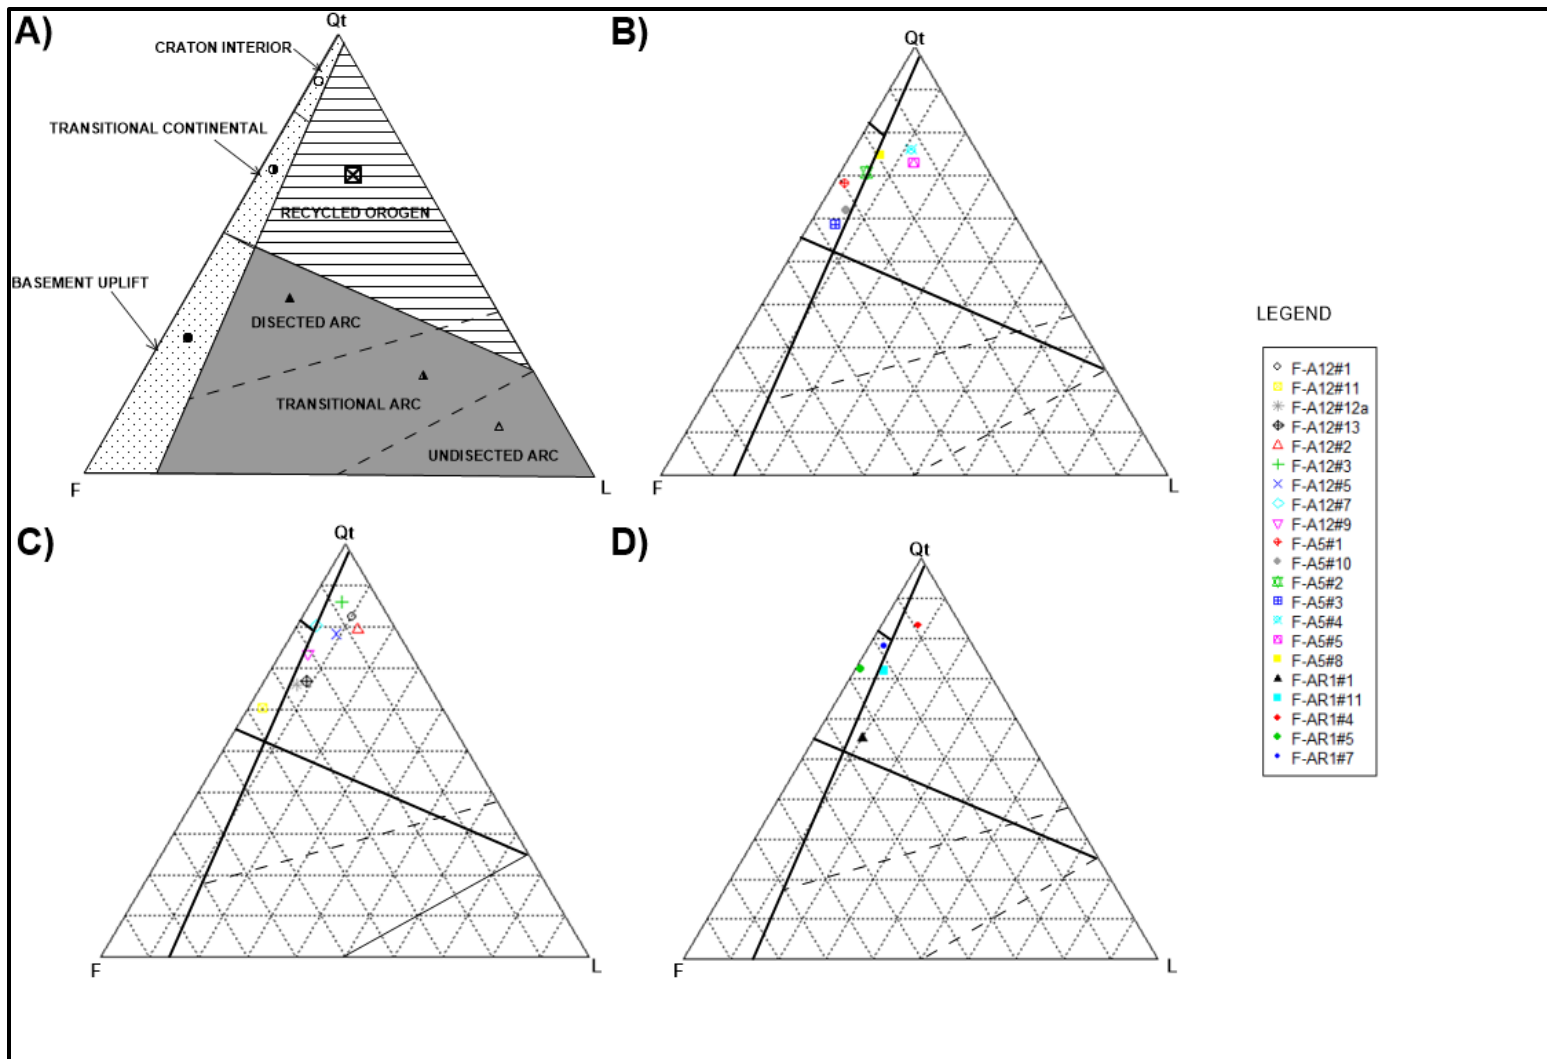 A)
Qt
CRATON INTERIOR
TRANSITIONAL CONTINENTAL
RECYCLED OROGEN
BASEMENT UPLIFT
DISECTED ARC
TRANSITIONAL ARC
UNDISECTED ARC
F
L
B)
Qt
F
L
C)
Qt
F
L
D)
Qt
F
L
LEGEND
F-A12#1
F-A12#11
F-A12#12a
F-A12#13
F-A12#2
F-A12#3
F-A12#5
F-A12#7
F-A12#9
F-A5#1
F-A5#10
F-A5#2
F-A5#3
F-A5#4
F-A5#5
F-A5#8
F-AR1#1
F-AR1#11
F-AR1#4
F-AR1#5
F-AR1#7